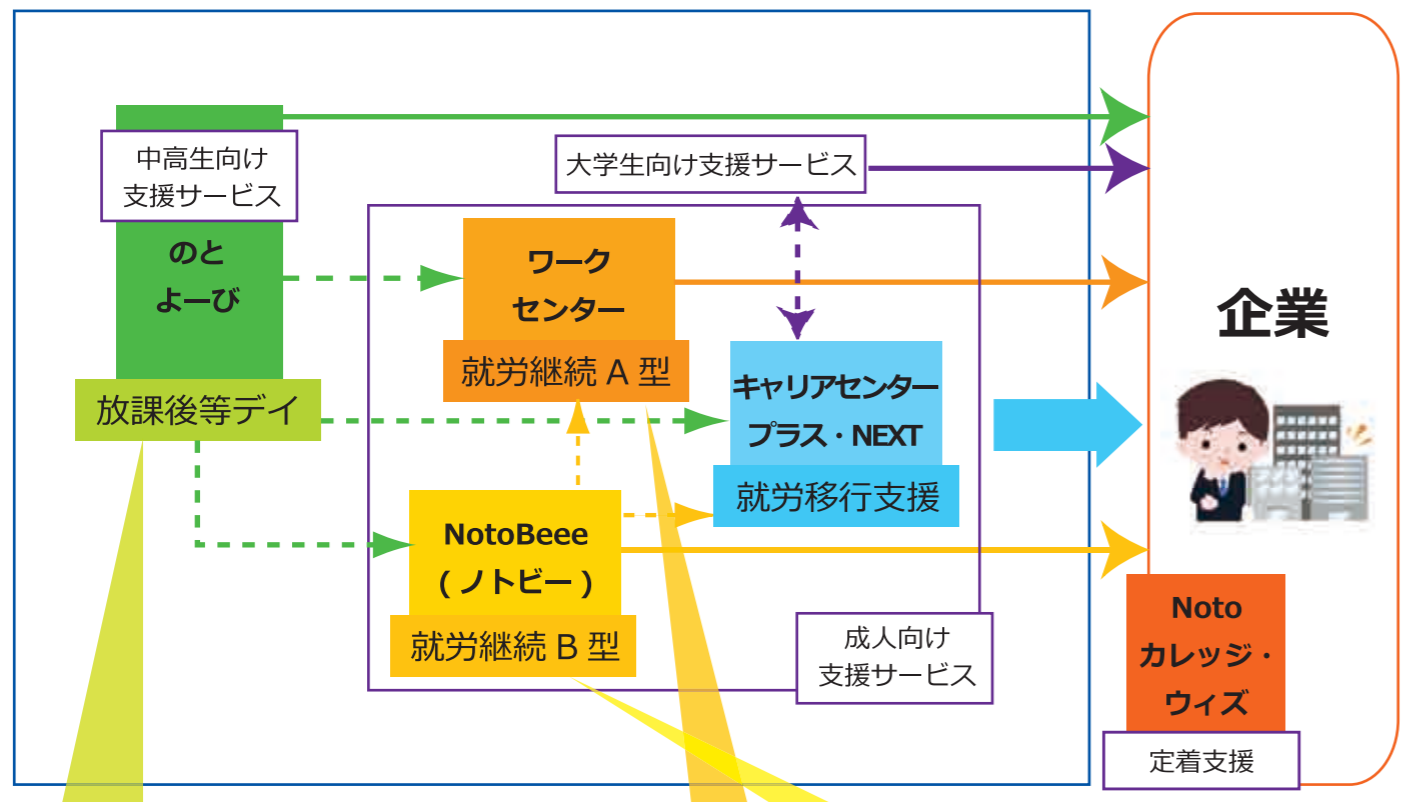 中高生向け
支援サービス
のと
よーび
放課後等デイ
大学生向け支援サービス
ワーク
センター
就労継続 A 型
キャリアセンター
プラス・NEXT
就労移行支援
NotoBeee
( ノトビー )
就労継続 B 型
成人向け
支援サービス
企業
Noto
カレッジ・
ウィズ
定着支援